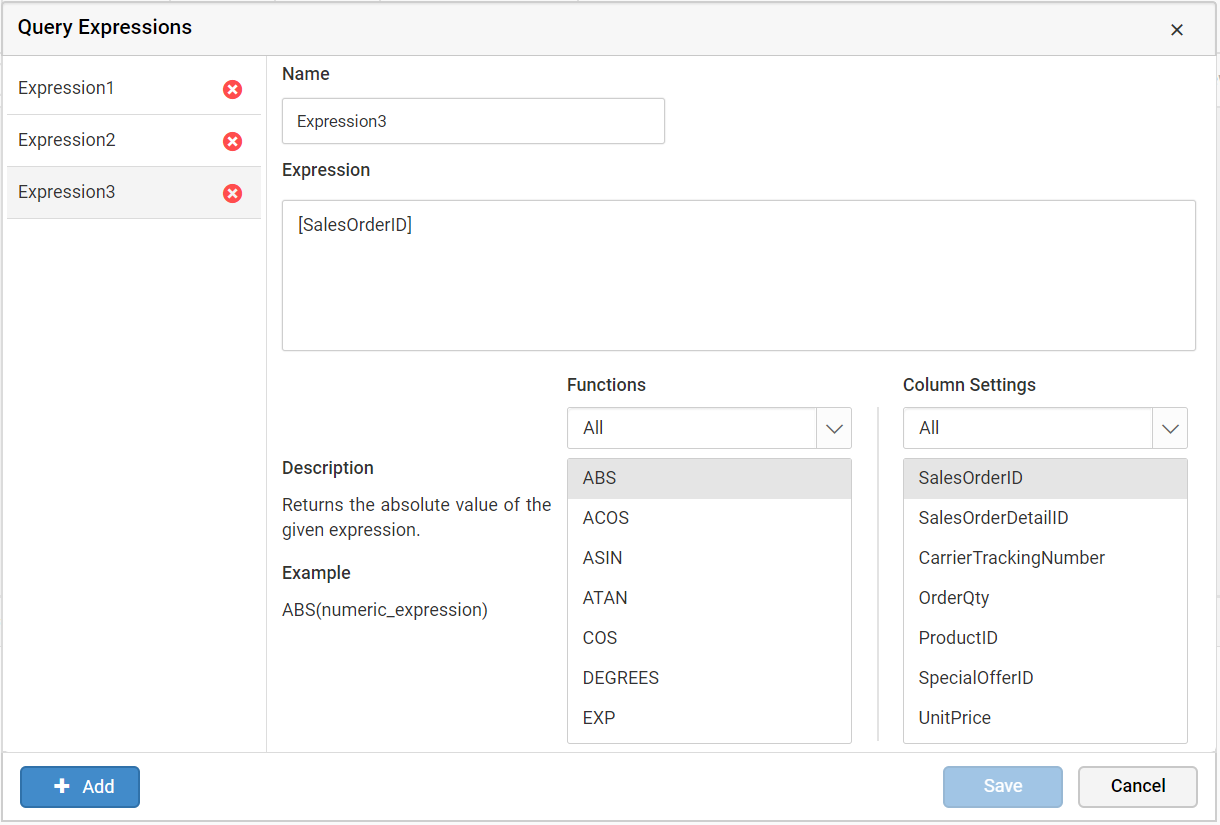 Query Expressions
Expression1
Expression2
Expression3
Name
Expression3
Expression
[SalesOrderID]
Description
Returns the absolute value of the
given expression.
Example
ABS(numeric_expression)
Functions
All
ABS
ACOS
ASIN
ATAN
COS
DEGREES
EXP
Column Settings
All
SalesOrderID
SalesOrderDetailID
CarrierTrackingNumber
OrderQty
ProductID
SpecialOfferID
UnitPrice
Add
Save
Cancel